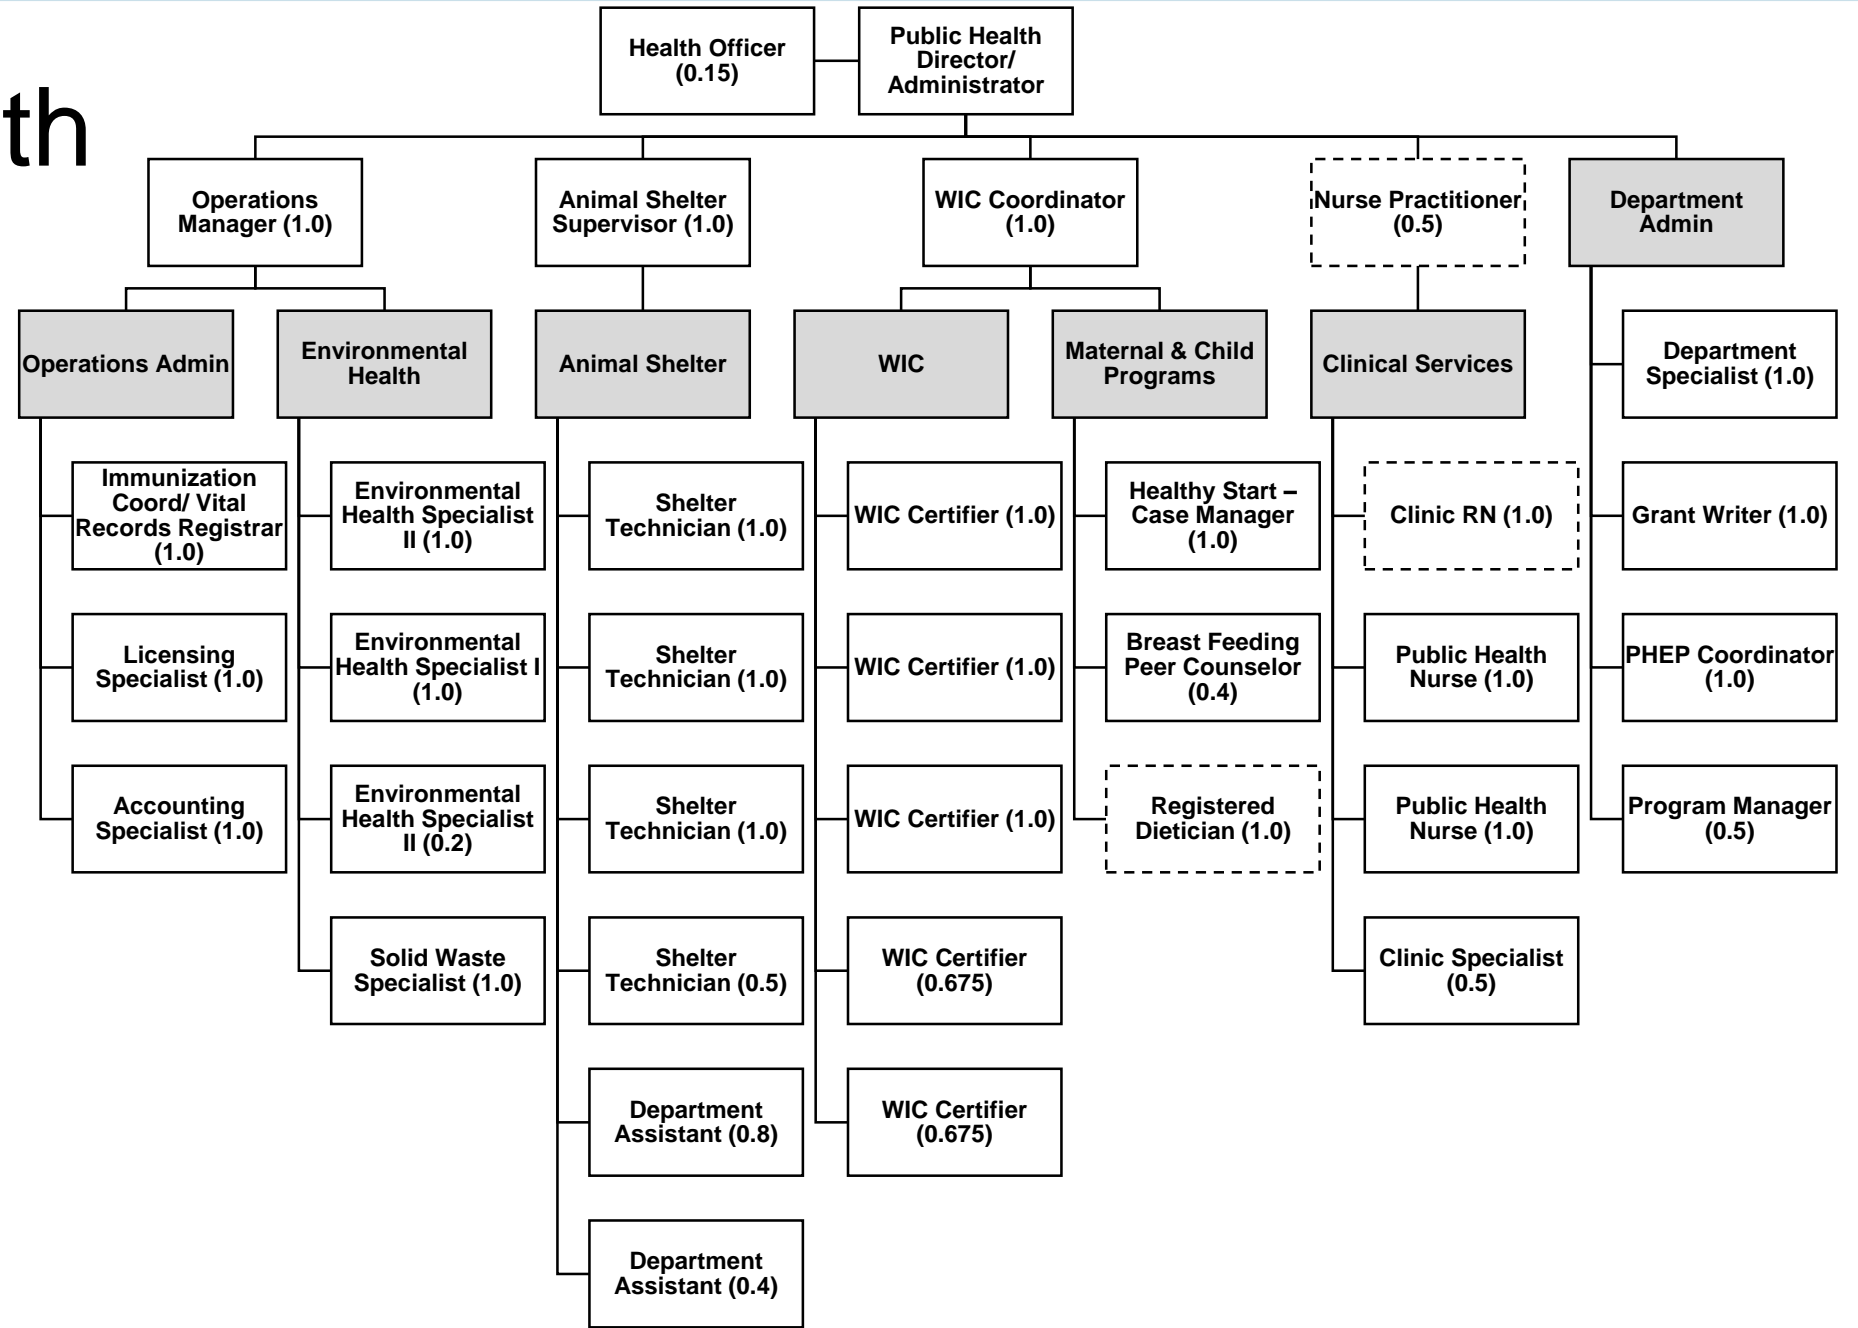 th
Health Officer
(0.15)
Public Health
Director/
Administrator
Operations
Manager (1.0)
Animal Shelter
Supervisor (1.0)
WIC Coordinator
(1.0)
Nurse Practitioner
(0.5)
Department
Admin
Operations Admin
Environmental
Health
Animal Shelter
WIC
Maternal & Child
Programs
Clinical Services
Department
Specialist (1.0)
Immunization
Coord/ Vital
Records Registrar
(1.0)
Environmental
Health Specialist
II (1.0)
Shelter
Technician (1.0)
WIC Certifier (1.0)
Healthy Start –
Case Manager
(1.0)
Clinic RN (1.0)
Grant Writer (1.0)
Licensing
Specialist (1.0)
Environmental
Health Specialist I
(1.0)
Shelter
Technician (1.0)
WIC Certifier (1.0)
Breast Feeding
Peer Counselor
(0.4)
Public Health
Nurse (1.0)
PHEP Coordinator
(1.0)
Accounting
Specialist (1.0)
Environmental
Health Specialist
II (0.2)
Shelter
Technician (1.0)
WIC Certifier (1.0)
Registered
Dietician (1.0)
Public Health
Nurse (1.0)
Program Manager
(0.5)
Solid Waste
Specialist (1.0)
Shelter
Technician (0.5)
WIC Certifier
(0.675)
Clinic Specialist
(0.5)
Department
Assistant (0.8)
WIC Certifier
(0.675)
Department
Assistant (0.4)